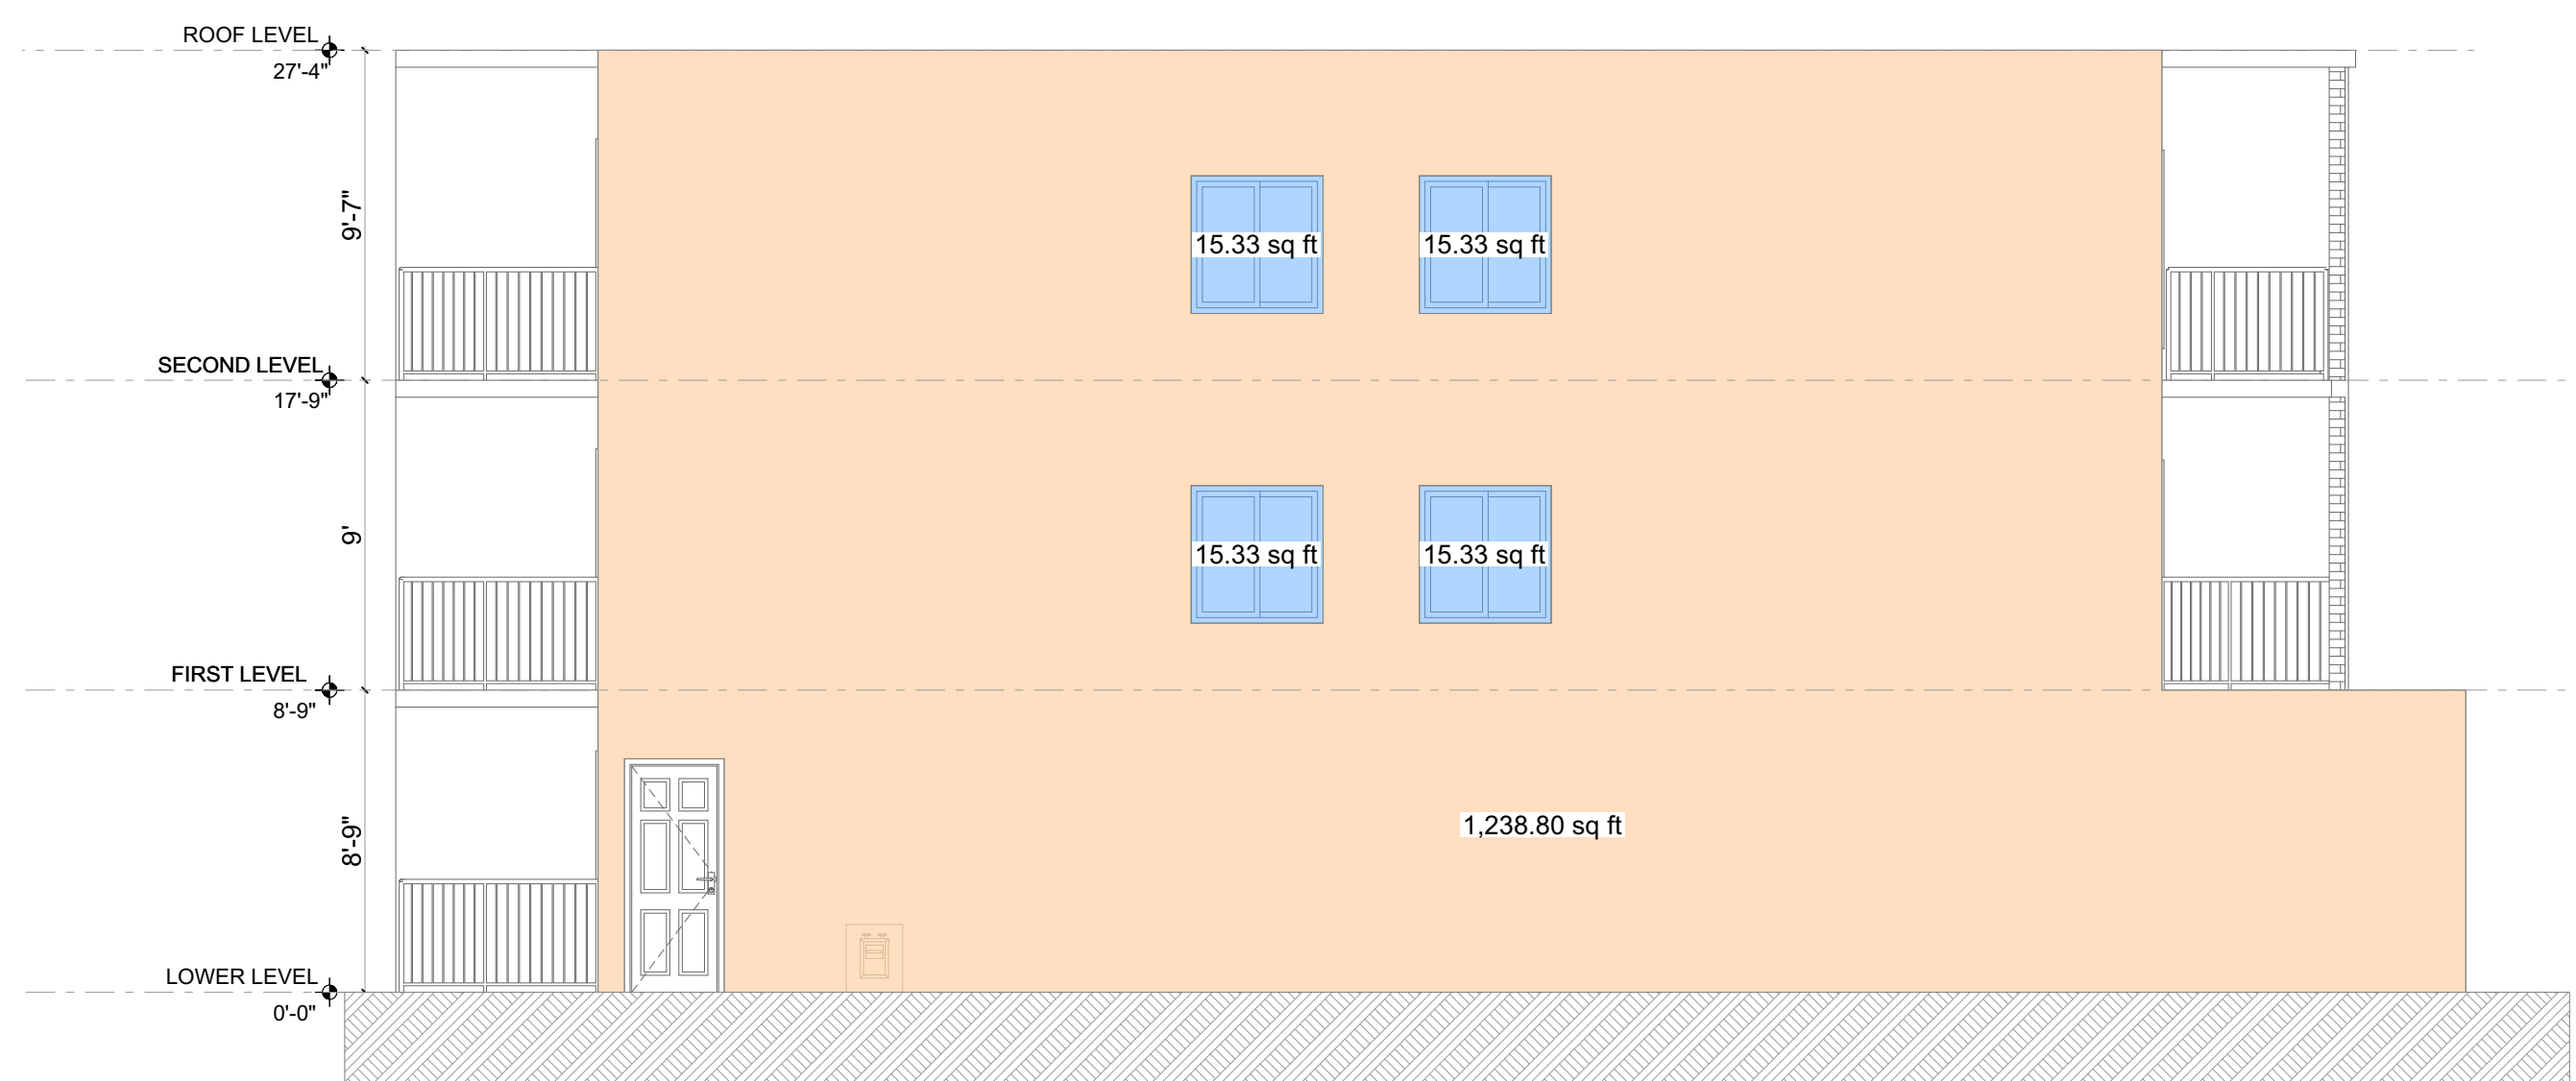 ROOF LEVEL
27'-4"
9'-7"
15.33 sq ft
15.33 sq ft
SECOND LEVEL
17'-9"
9'
15.33 sq ft
15.33 sq ft
FIRST LEVEL
8'-9"
8'-9"
1,238.80 sq ft
LOWER LEVEL
0'-0"